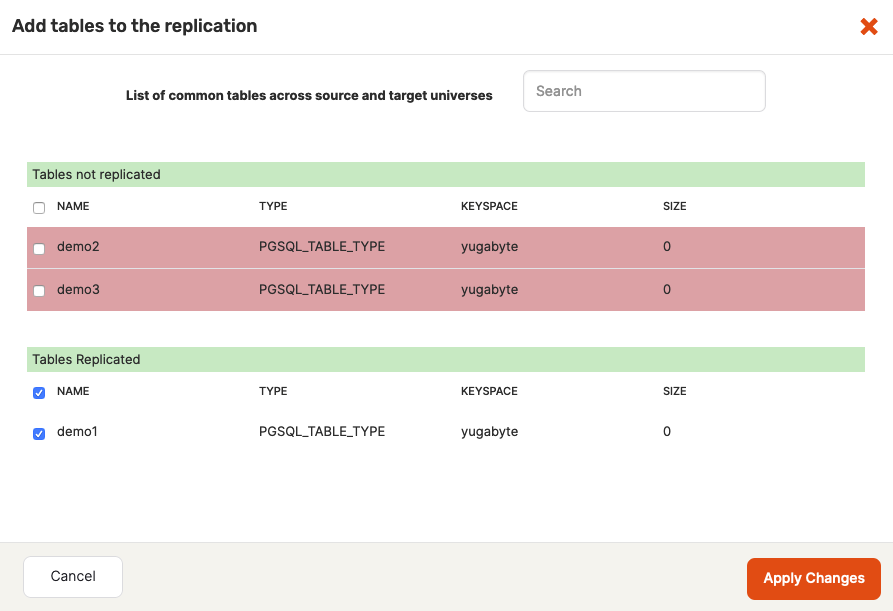 Add tables to the replication
List of common tables across source and target universes
Search
Tables not replicated
NAME TYPE KEYSPACE SIZE
demo2 PGSQL_TABLE_TYPE yugabyte 0
demo3 PGSQL_TABLE_TYPE yugabyte 0
Tables Replicated
NAME TYPE KEYSPACE SIZE
demo1 PGSQL_TABLE_TYPE yugabyte 0
Cancel Apply Changes